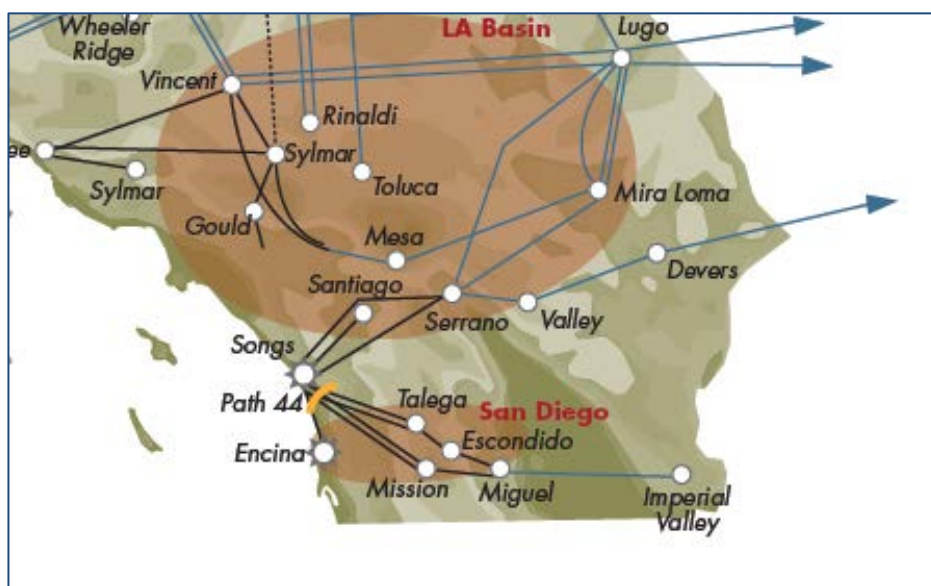 Wheeler
Ridge
LA Basin
Lugo
Vincent
Rinaldi
ee
Sylmar
Sylmar
Toluca
Mira Loma
Gould
Mesa
Devers
Santiago
Serrano
Valley
Songs
Path 44
Talega
San Diego
Escondido
Encina
Mission
Miguel
Imperial
Valley